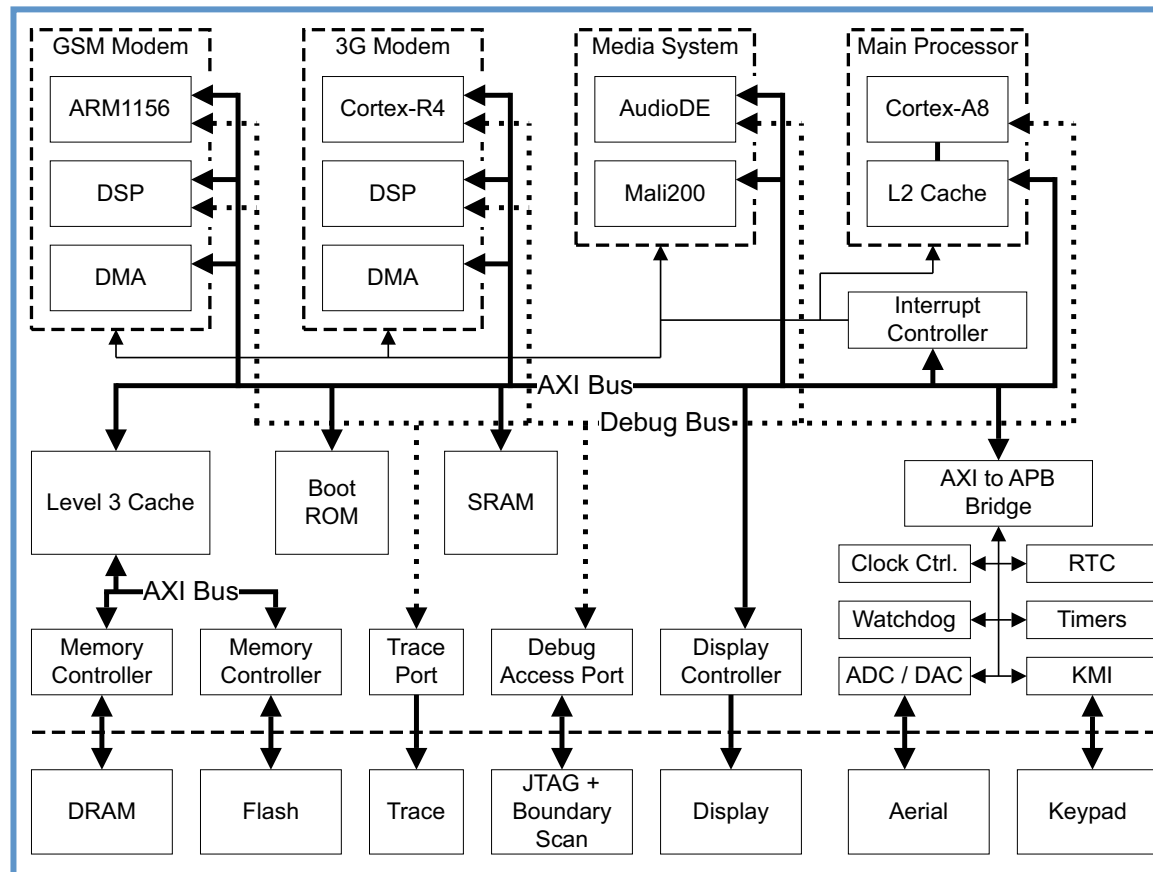 GSM Modem
3G Modem
Media System
Main Processor
ARM1156
Cortex-R4
AudioDE
Cortex-A8
DSP
DSP
Mali200
L2 Cache
DMA
DMA
Interrupt
Controller
AXI Bus
Debug Bus
Level 3 Cache
Boot
ROM
SRAM
AXI to APB
Bridge
AXI Bus
Clock Ctrl.
RTC
Watchdog
Timers
Memory
Controller
Memory
Controller
Trace
Port
Debug
Access Port
Display
Controller
ADC / DAC
KMI
DRAM
Flash
Trace
JTAG +
Boundary
Scan
Display
Aerial
Keypad